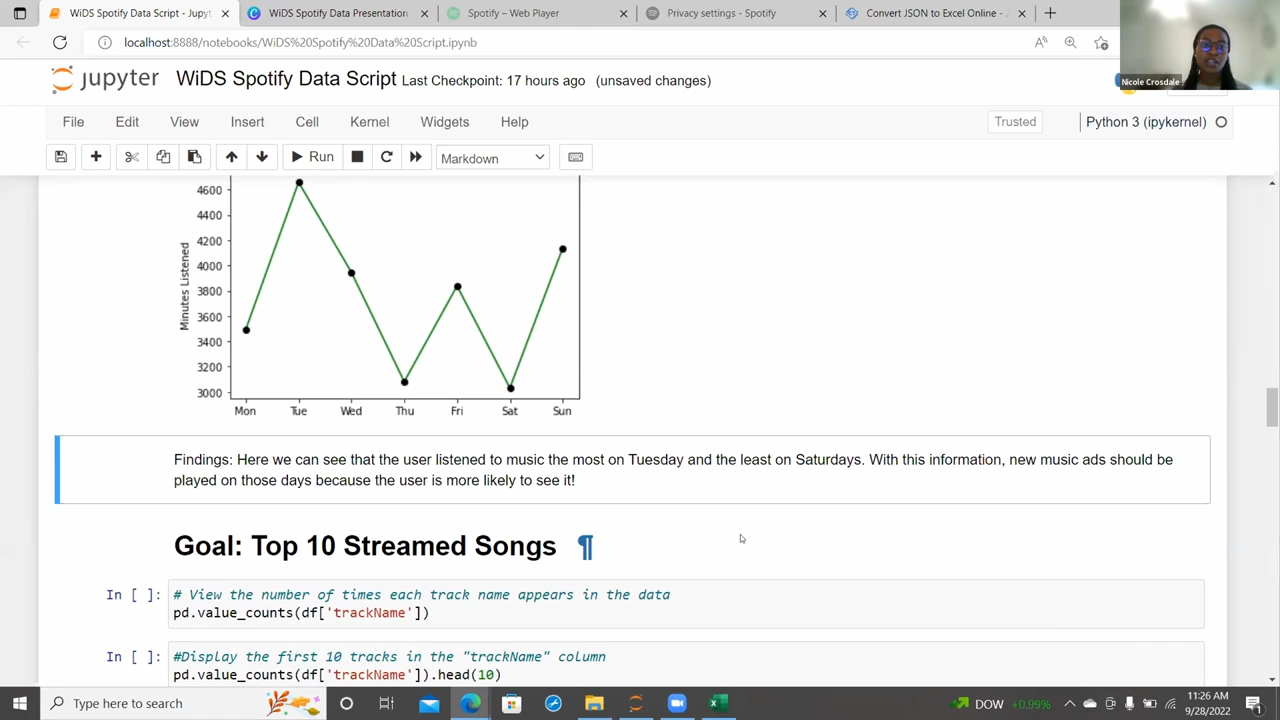 WiDS Spotify Data Script - Jupyt
WiDS Spotify Data Presentation
Spotify – Web Player
Privacy settings - Spotify
Convert JSON to Excel Online -
localhost:8888/notebooks/WiDS%20Spotify%20Data%20Script.ipynb
Nicole Crosdale
jupyter WiDS Spotify Data Script Last Checkpoint: 17 hours ago (unsaved changes)
File Edit View Insert Cell Kernel Widgets Help Trusted Python 3 (ipykernel)
Run Markdown
4600
4400
4200
4000
3800
3600
3400
3200
3000
Minutes Listened
Mon Tue Wed Thu Fri Sat Sun
Findings: Here we can see that the user listened to music the most on Tuesday and the least on Saturdays. With this information, new music ads should be
played on those days because the user is more likely to see it!
Goal: Top 10 Streamed Songs ¶
In [ ]: # View the number of times each track name appears in the data
pd.value_counts(df['trackName'])
In [ ]: #Display the first 10 tracks in the "trackName" column
pd.value_counts(df['trackName']).head(10)
Type here to search
DOW +0.99%
11:26 AM
9/28/2022
1